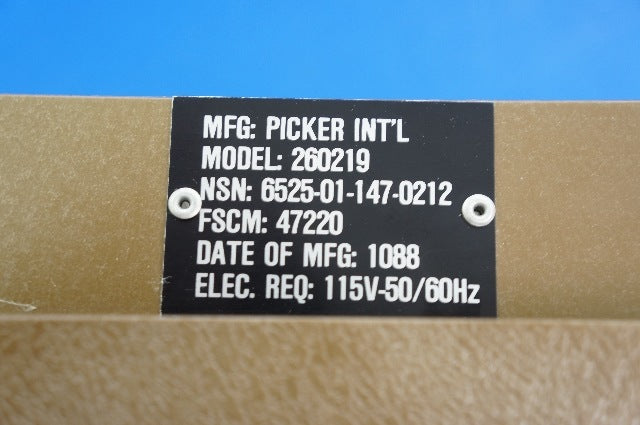 MFG: PICKER INT'L
MODEL: 260219
NSN: 6525-01-147-0212
FSCM: 47220
DATE OF MFG: 1088
ELEC. REQ: 115V-50/60Hz